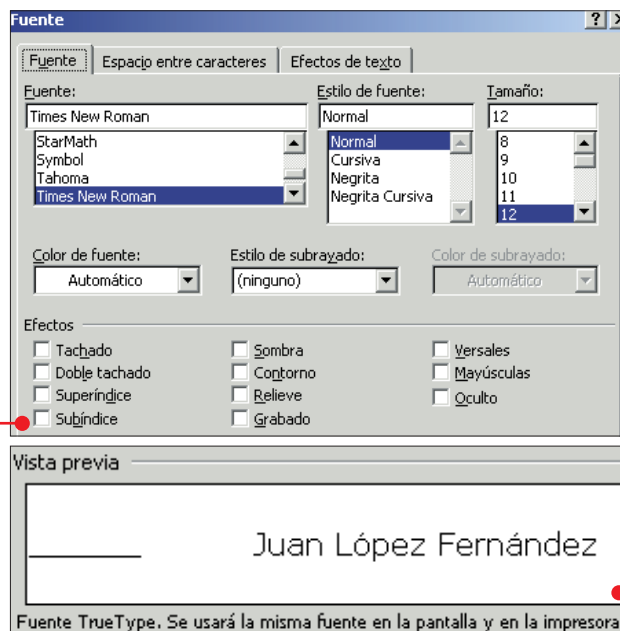 Fuente
Fuente Espacio entre caracteres Efectos de texto
Fuente: Estilo de fuente: Tamaño:
Times New Roman Normal 12
StarMath Normal 8
Symbol Cursiva 9
Tahoma Negrita 10
Times New Roman Negrita Cursiva 11
12
Color de fuente: Estilo de subrayado: Color de subrayado:
Automático (ninguno) Automático
Efectos
Tachado Sombra Versales
Doble tachado Contorno Mayúsculas
Superíndice Relieve Oculto
Subíndice Grabado
Vista previa
Juan López Fernández
Fuente TrueType. Se usará la misma fuente en la pantalla y en la impresora